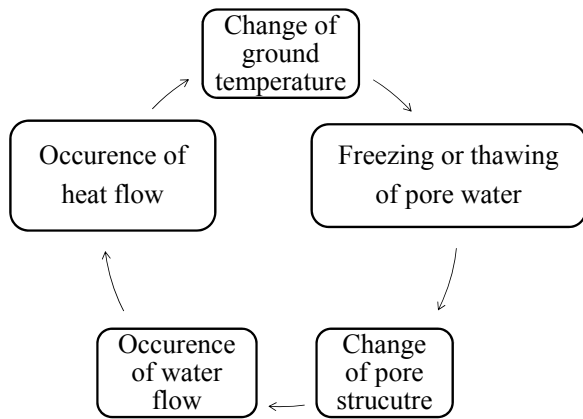 Change of
ground
temperature
Occurence of
heat flow
Freezing or thawing
of pore water
Occurence
of water
flow
Change
of pore
strucutre